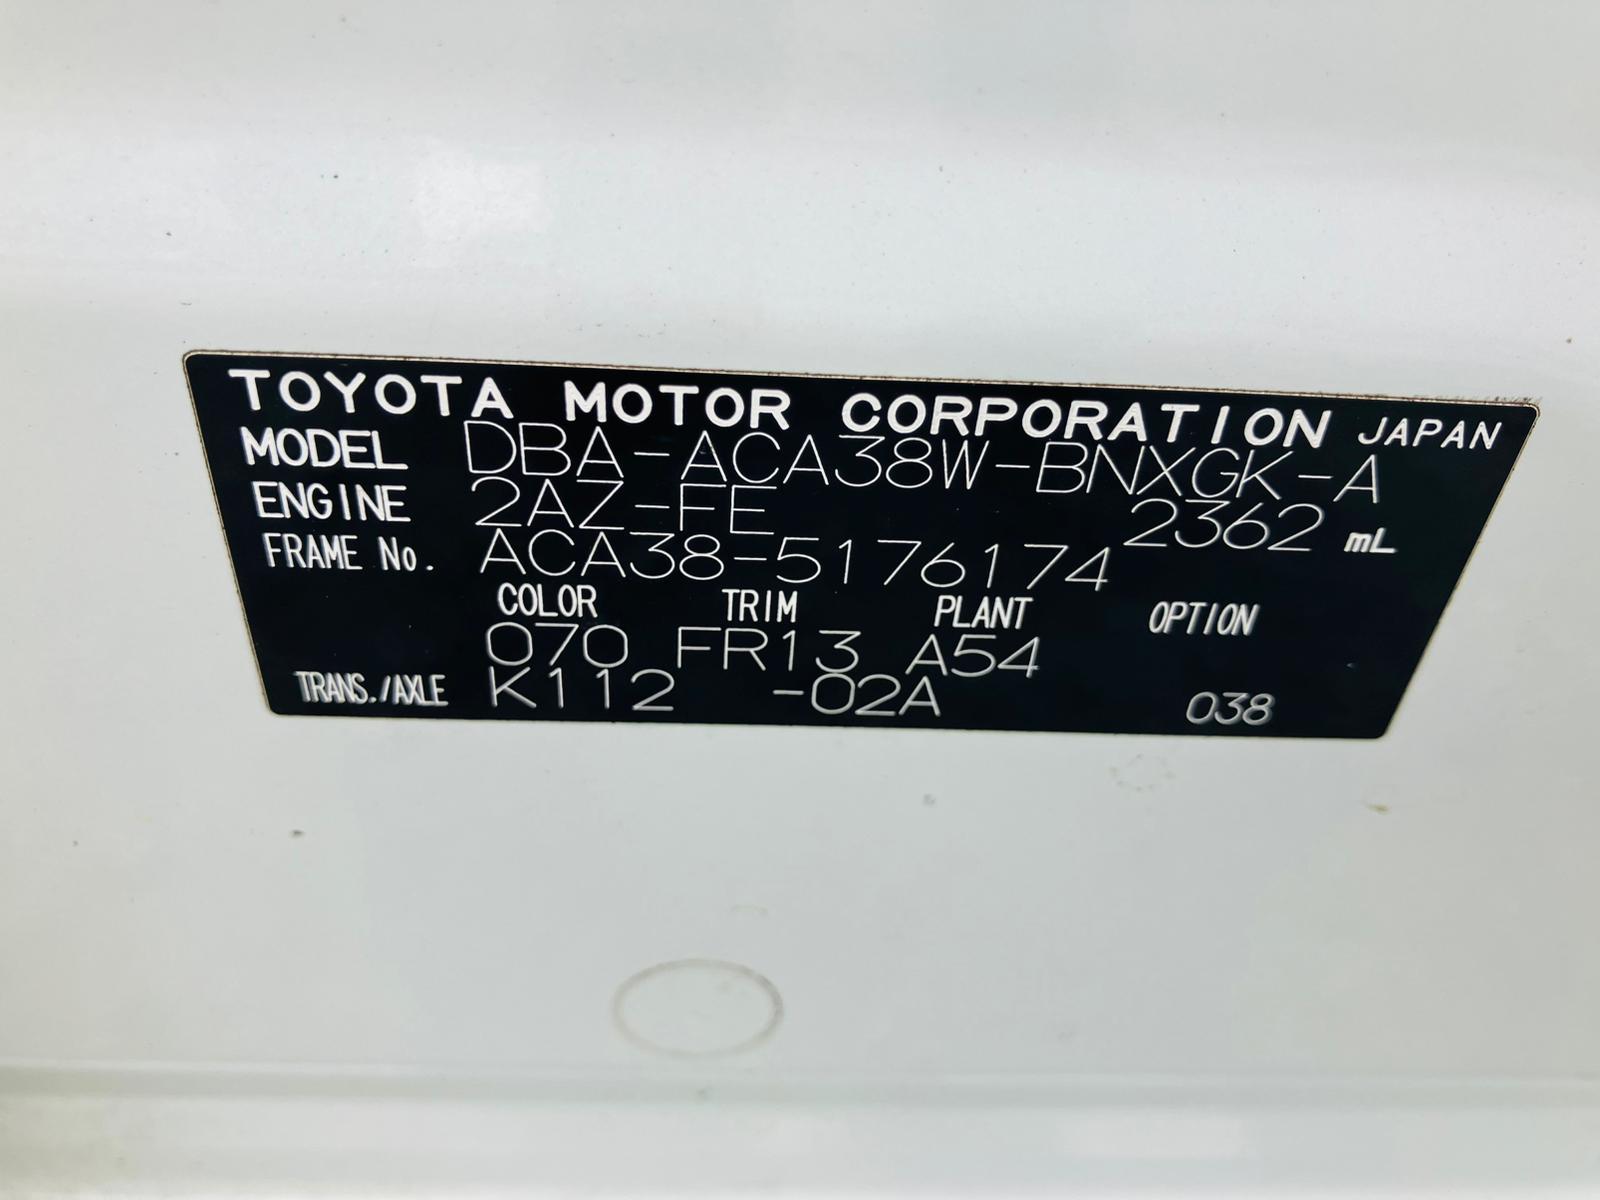 TOYOTA MOTOR CORPORATION JAPAN
MODEL DBA-ACA38W-BNXGK-A
ENGINE 2AZ-FE 2362 mL
FRAME No. ACA38-5176174
COLOR TRIM PLANT OPTION
070 FR13 A54
TRANS./AXLE K112 -02A 038